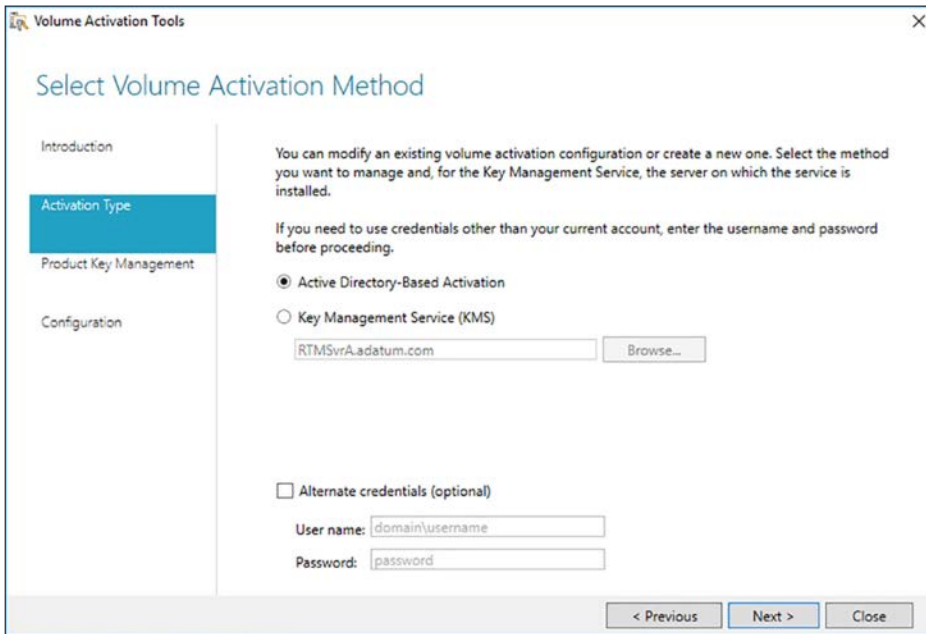 Volume Activation Tools
Select Volume Activation Method
Introduction
Activation Type
Product Key Management
Configuration
You can modify an existing volume activation configuration or create a new one. Select the method
you want to manage and, for the Key Management Service, the server on which the service is
installed.
If you need to use credentials other than your current account, enter the username and password
before proceeding.
Active Directory-Based Activation
Key Management Service (KMS)
RTMSvrA.adatum.com
Browse...
Alternate credentials (optional)
User name: domain\username
Password: password
< Previous
Next >
Close